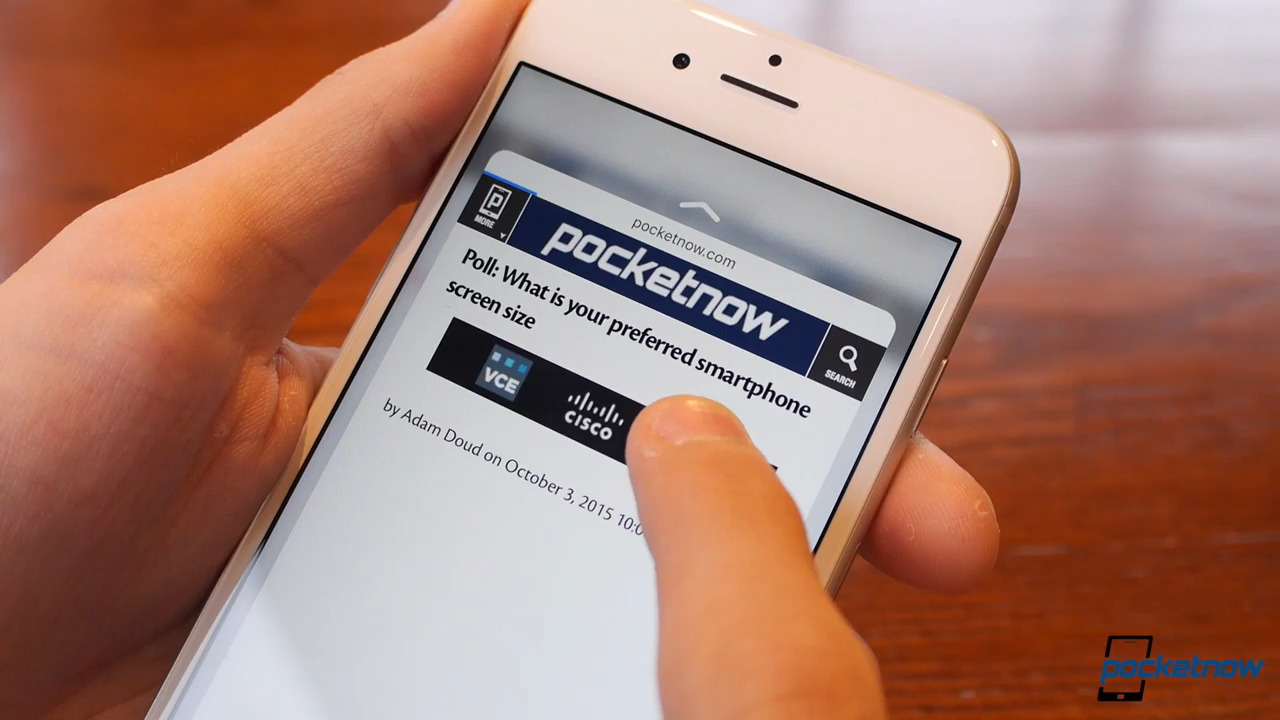 pocketnow.com
MORE
pocketnow
SEARCH
Poll: What is your preferred smartphone
screen size
VCE
CISCO
by Adam Doud on October 3, 2015 10:0
pocketnow